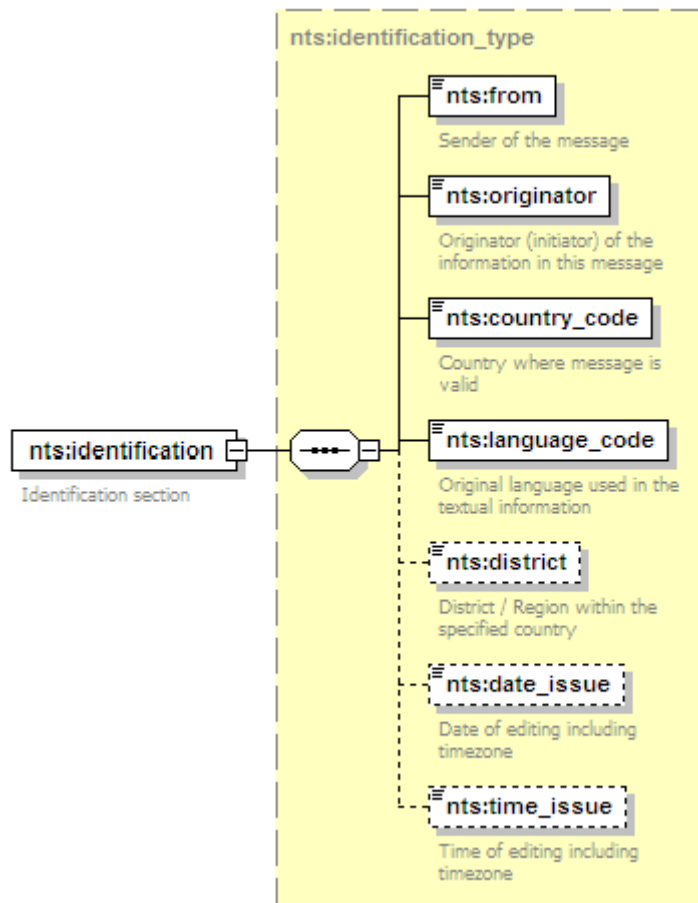 nts:identification_type
nts:from
Sender of the message
nts:originator
Originator (initiator) of the
information in this message
nts:country_code
Country where message is
valid
nts:identification
Identification section
nts:language_code
Original language used in the
textual information
nts:district
District / Region within the
specified country
nts:date_issue
Date of editing including
timezone
nts:time_issue
Time of editing including
timezone